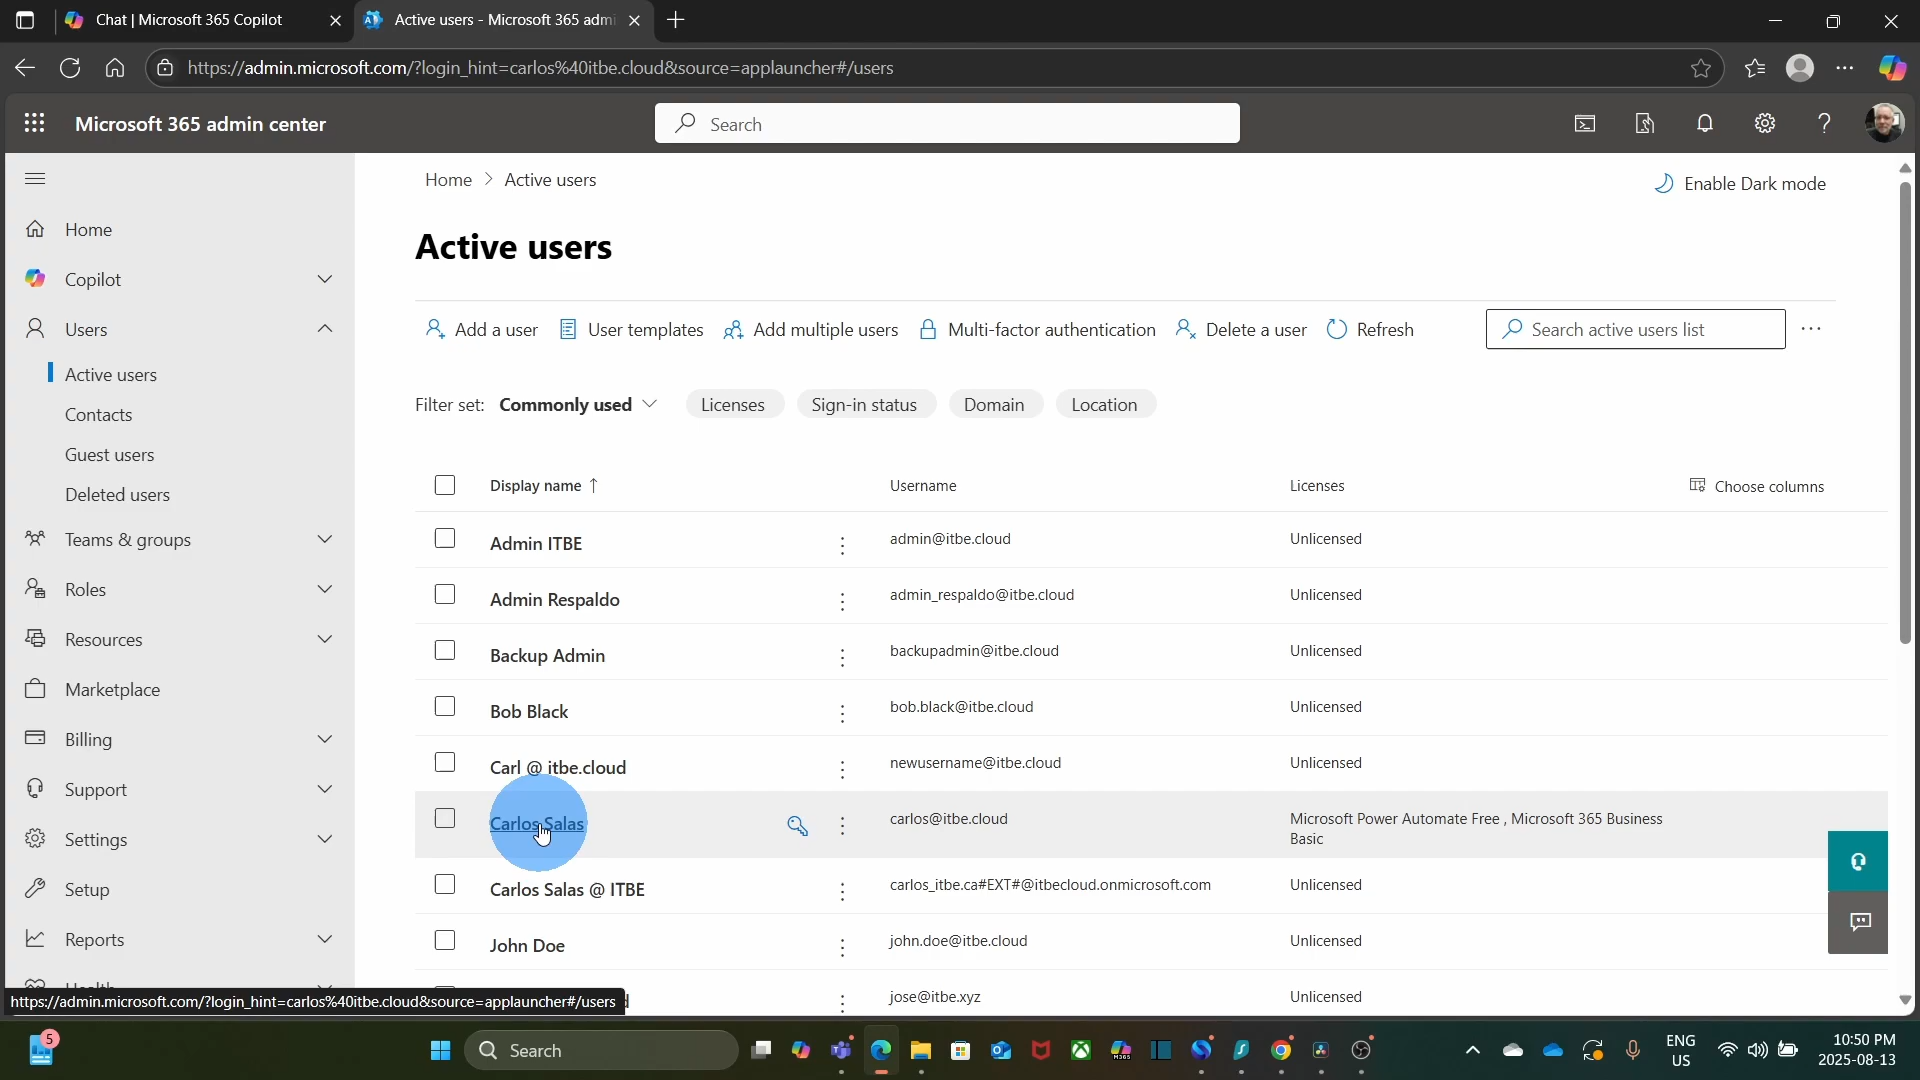 Chat | Microsoft 365 Copilot
Active users - Microsoft 365 admi
https://admin.microsoft.com/?login_hint=carlos%40itbe.cloud&source=applauncher#/users
Microsoft 365 admin center
Search
Home > Active users
Enable Dark mode
Active users
Home
Copilot
Users
Active users
Contacts
Guest users
Deleted users
Teams & groups
Roles
Resources
Marketplace
Billing
Support
Settings
Setup
Reports
Add a user
User templates
Add multiple users
Multi-factor authentication
Delete a user
Refresh
Search active users list
Filter set: Commonly used
Licenses
Sign-in status
Domain
Location
Display name ↑ Username Licenses Choose columns
Admin ITBE admin@itbe.cloud Unlicensed
Admin Respaldo admin_respaldo@itbe.cloud Unlicensed
Backup Admin backupadmin@itbe.cloud Unlicensed
Bob Black bob.black@itbe.cloud Unlicensed
Carl @ itbe.cloud newusername@itbe.cloud Unlicensed
Carlos Salas carlos@itbe.cloud Microsoft Power Automate Free , Microsoft 365 Business
Basic
Carlos Salas @ ITBE carlos_itbe.ca#EXT#@itbecloud.onmicrosoft.com Unlicensed
John Doe john.doe@itbe.cloud Unlicensed
jose@itbe.xyz Unlicensed
https://admin.microsoft.com/?login_hint=carlos%40itbe.cloud&source=applauncher#/users
5
Search
M365
ENG
US
10:50 PM
2025-08-13